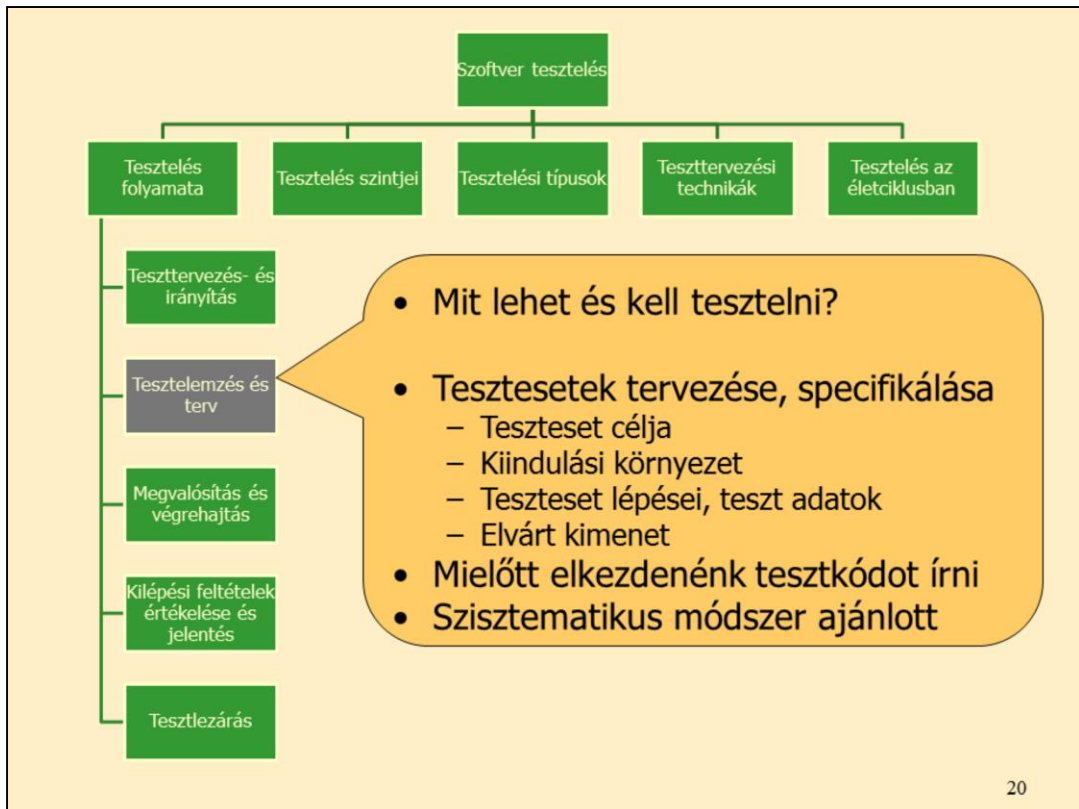 Szoftver tesztelés
Tesztelés
folyamata
Tesztelés szintjei
Tesztelési típusok
Teszttervezési
technikák
Tesztelés az
életciklusban
Teszttervezés- és
irányítás
Tesztelemzés és
terv
Megvalósítás és
végrehajtás
Kilépési feltételek
értékelése és
jelentés
Tesztlezárás
• Mit lehet és kell tesztelni?
• Tesztesetek tervezése, specifikálása
– Teszteset célja
– Kiindulási környezet
– Teszteset lépései, teszt adatok
– Elvárt kimenet
• Mielőtt elkezdenénk tesztkódot írni
• Szisztematikus módszer ajánlott
20